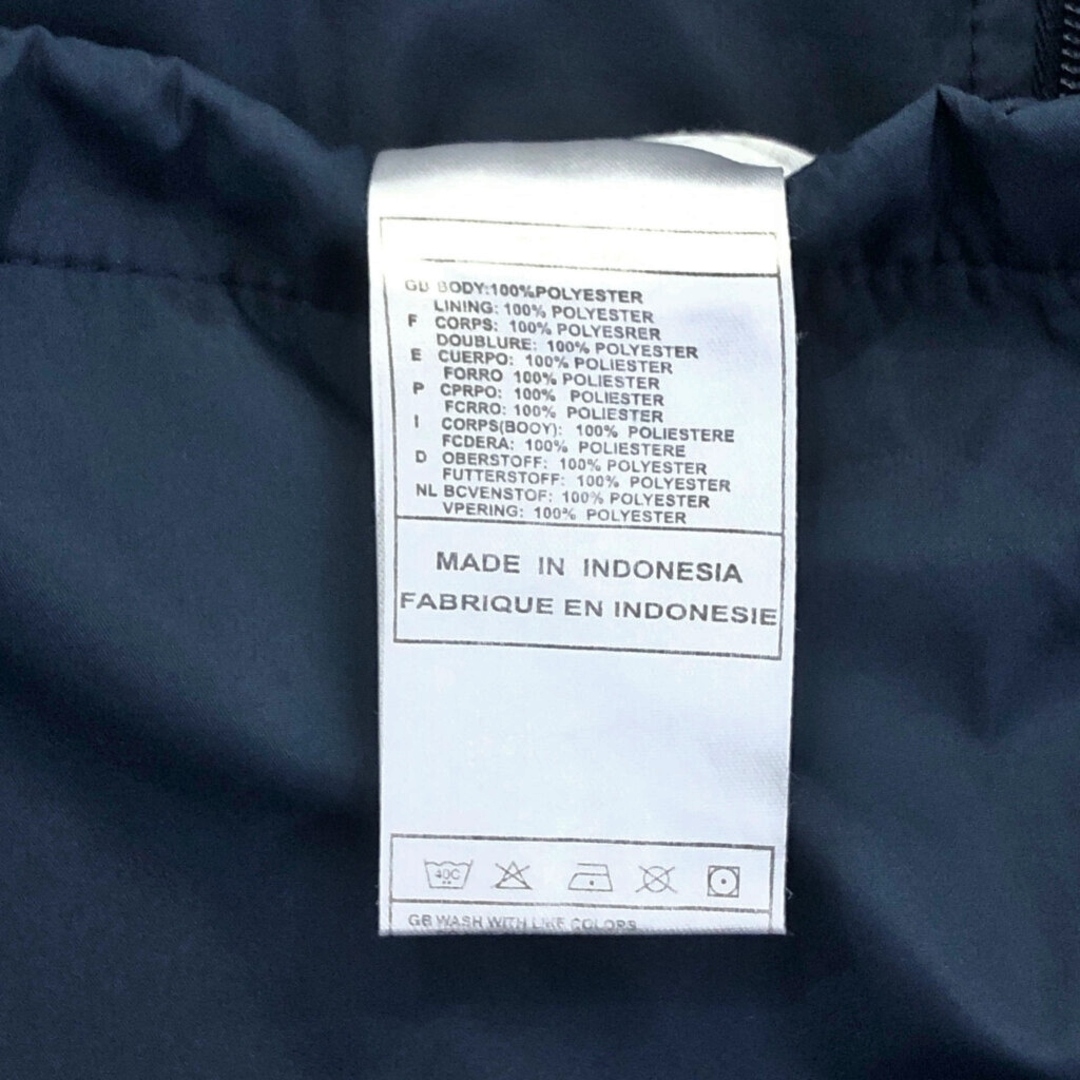 GB BODY:100%POLYESTER
LINING: 100% POLYESTER
F CORPS: 100% POLYESRER
DOUBLURE: 100% POLYESTER
E CUERPO: 100% POLIESTER
FORRO 100% POLIESTER
P CPRPO: 100% POLIESTER
FCRRO: 100% POLIESTER
I CORPS(BOOY): 100% POLIESTERE
FCDERA: 100% POLIESTERE
D OBERSTOFF: 100% POLYESTER
FUTTERSTOFF: 100% POLYESTER
NL BCVENSTOF: 100% POLYESTER
VPERING: 100% POLYESTER
MADE IN INDONESIA
FABRIQUE EN INDONESIE
40C
GB WASH WITH LIKE COLORS